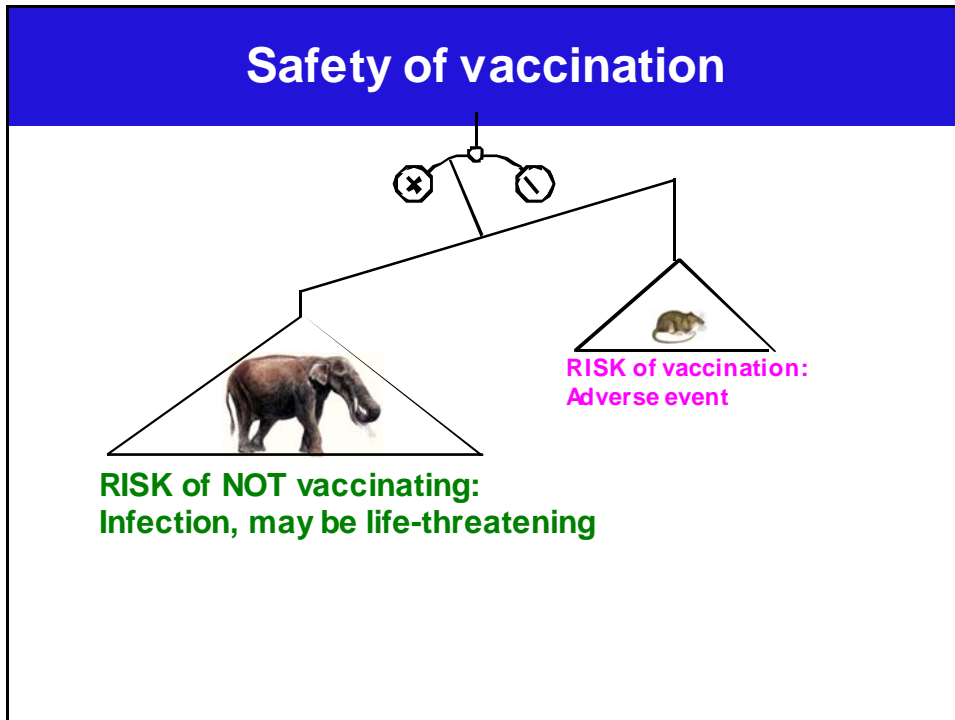 Safety of vaccination
RISK of vaccination:
Adverse event
RISK of NOT vaccinating:
Infection, may be life-threatening